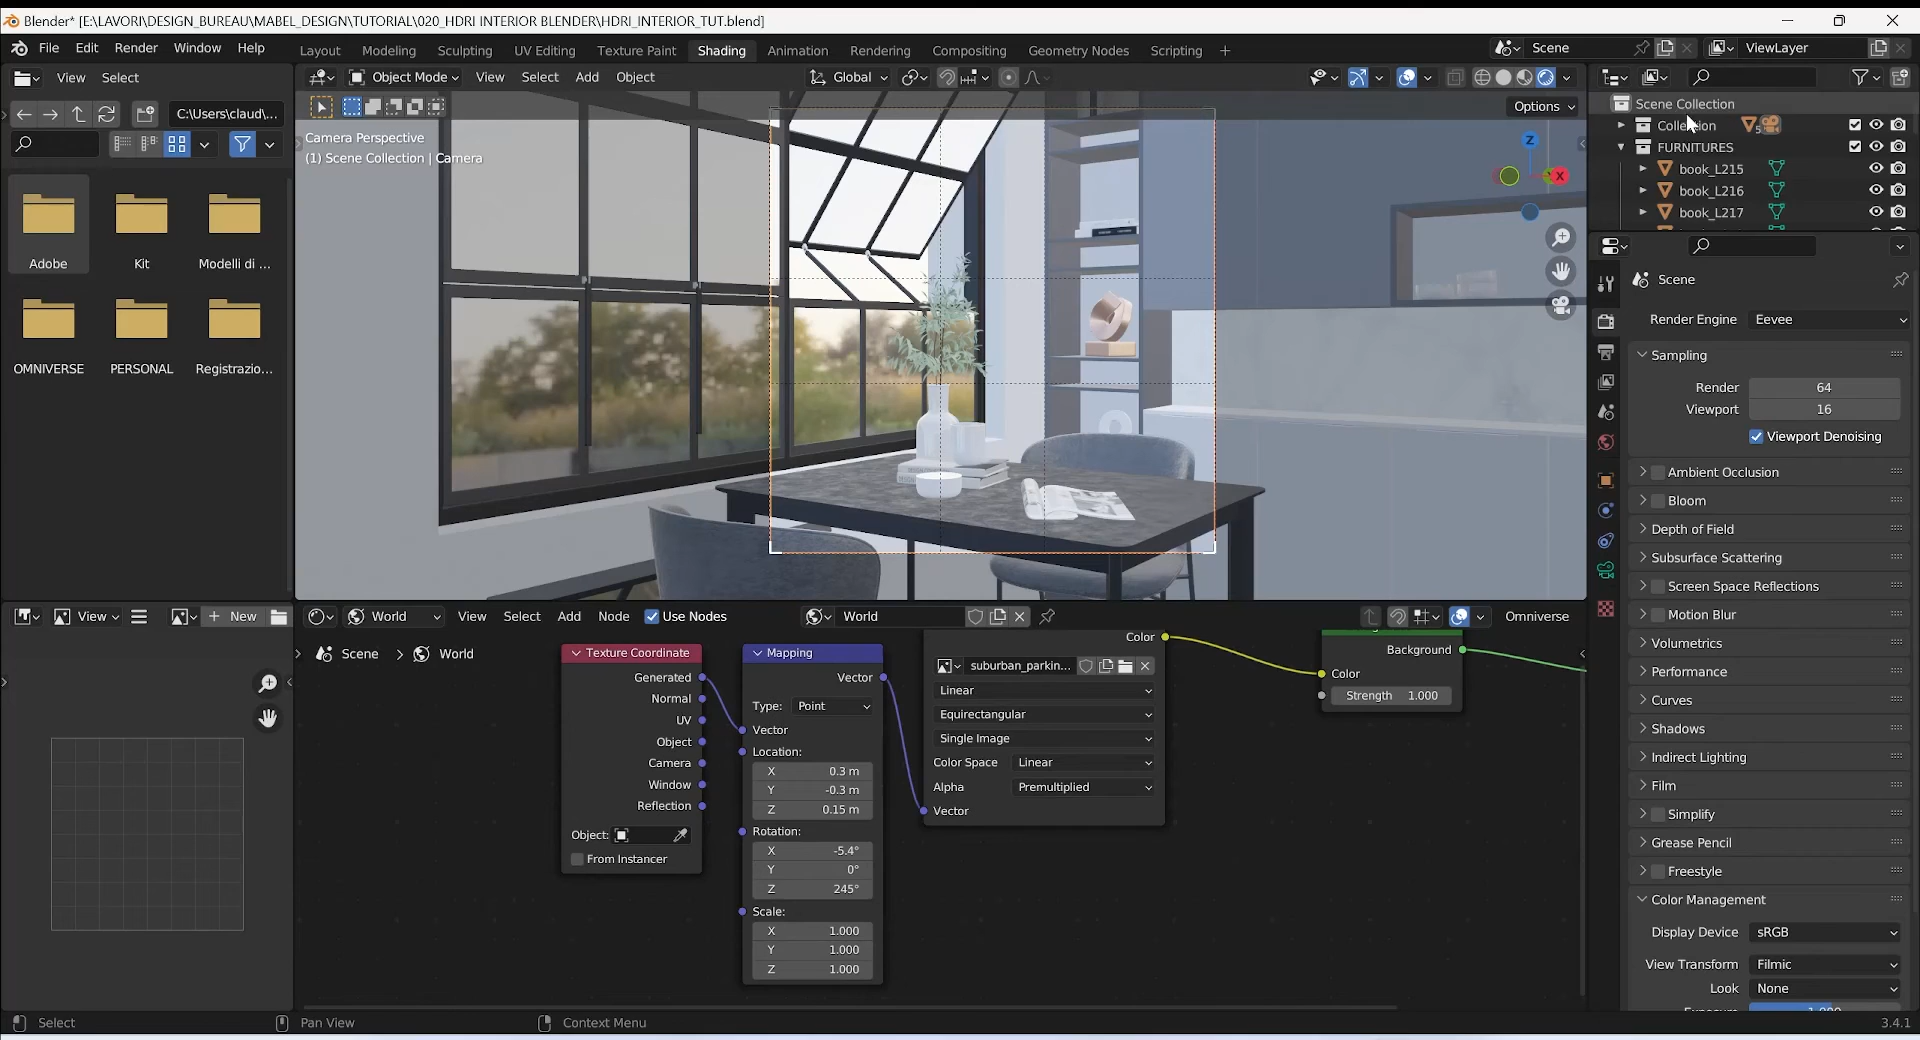 Blender* [E:\LAVORI\DESIGN_BUREAU\MABEL_DESIGN\TUTORIAL\020_HDRI INTERIOR BLENDER\HDRI_INTERIOR_TUT.blend]
File Edit Render Window Help
Layout Modeling Sculpting UV Editing Texture Paint Shading Animation Rendering Compositing Geometry Nodes Scripting +
Scene
ViewLayer
View Select
Object Mode View Select Add Object
Global
C:\Users\claud\...
Options
Camera Perspective
(1) Scene Collection | Camera
Z
X
Adobe
Kit
Modelli di ...
OMNIVERSE
PERSONAL
Registrazio...
Scene Collection
Collection
5
FURNITURES
book_L215
book_L216
book_L217
Scene
Render Engine Eevee
Sampling
Render 64
Viewport 16
Viewport Denoising
Ambient Occlusion
Bloom
Depth of Field
Subsurface Scattering
Screen Space Reflections
Motion Blur
Volumetrics
Performance
Curves
Shadows
Indirect Lighting
Film
Simplify
Grease Pencil
Freestyle
Color Management
Display Device sRGB
View Transform Filmic
Look None
View
+ New
World
View Select Add Node Use Nodes
World
Omniverse
Scene > World
Texture Coordinate
Generated
Normal
UV
Object
Camera
Window
Reflection
Object:
From Instancer
Mapping
Vector
Type: Point
Vector
Location:
X 0.3 m
Y -0.3 m
Z 0.15 m
Rotation:
X -5.4°
Y 0°
Z 245°
Scale:
X 1.000
Y 1.000
Z 1.000
Color
suburban_parkin...
Linear
Equirectangular
Single Image
Color Space Linear
Alpha Premultiplied
Vector
Background
Color
Strength 1.000
Select
Pan View
Context Menu
3.4.1